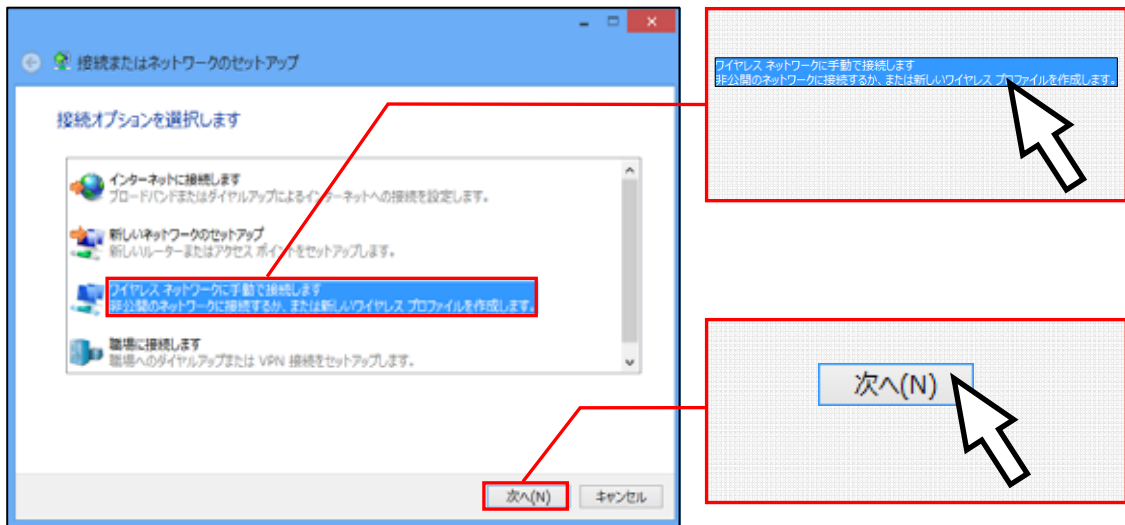 接続またはネットワークのセットアップ
接続オプションを選択します
インターネットに接続します
ブロードバンドまたはダイヤルアップによるインターネットへの接続を設定します。
新しいネットワークのセットアップ
新しいルーターまたはアクセス ポイントをセットアップします。
ワイヤレス ネットワークに手動で接続します
非公開のネットワークに接続するか、または新しいワイヤレス プロファイルを作成します。
職場に接続します
職場へのダイヤルアップまたは VPN 接続をセットアップします。
次へ(N)
キャンセル
ワイヤレス ネットワークに手動で接続します
非公開のネットワークに接続するか、または新しいワイヤレス プロファイルを作成します。
次へ(N)